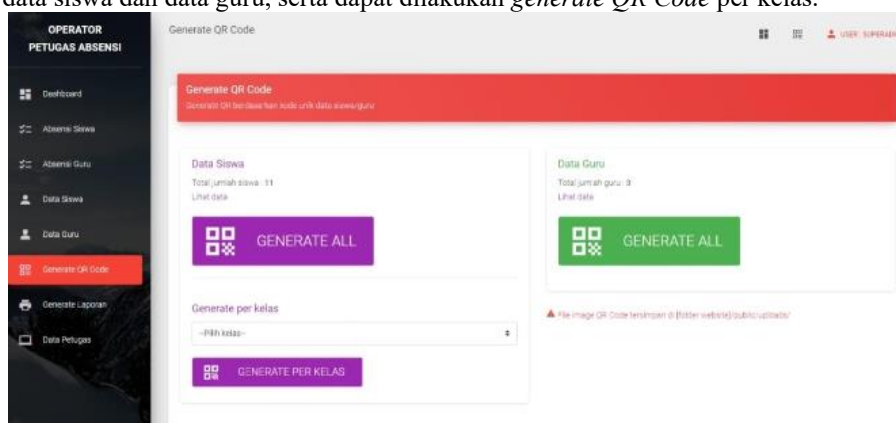 data siswa dan data guru, serta dapat dilakukan generate QR Code per kelas.
OPERATOR
PETUGAS ABSENSI
Generate QR Code
USER: SUPERADM
Dashboard
Absensi Siswa
Absensi Guru
Data Siswa
Data Guru
Generate QR Code
Generate Laporan
Data Petugas
Generate QR Code
Generate QR berdasarkan kode unik data siswa/guru
Data Siswa
Total jumlah siswa : 11
Lihat data
GENERATE ALL
Generate per kelas
--Pilih kelas--
GENERATE PER KELAS
Data Guru
Total jumlah guru : 9
Lihat data
GENERATE ALL
File image QR Code tersimpan di [folder website]/public/uploads/